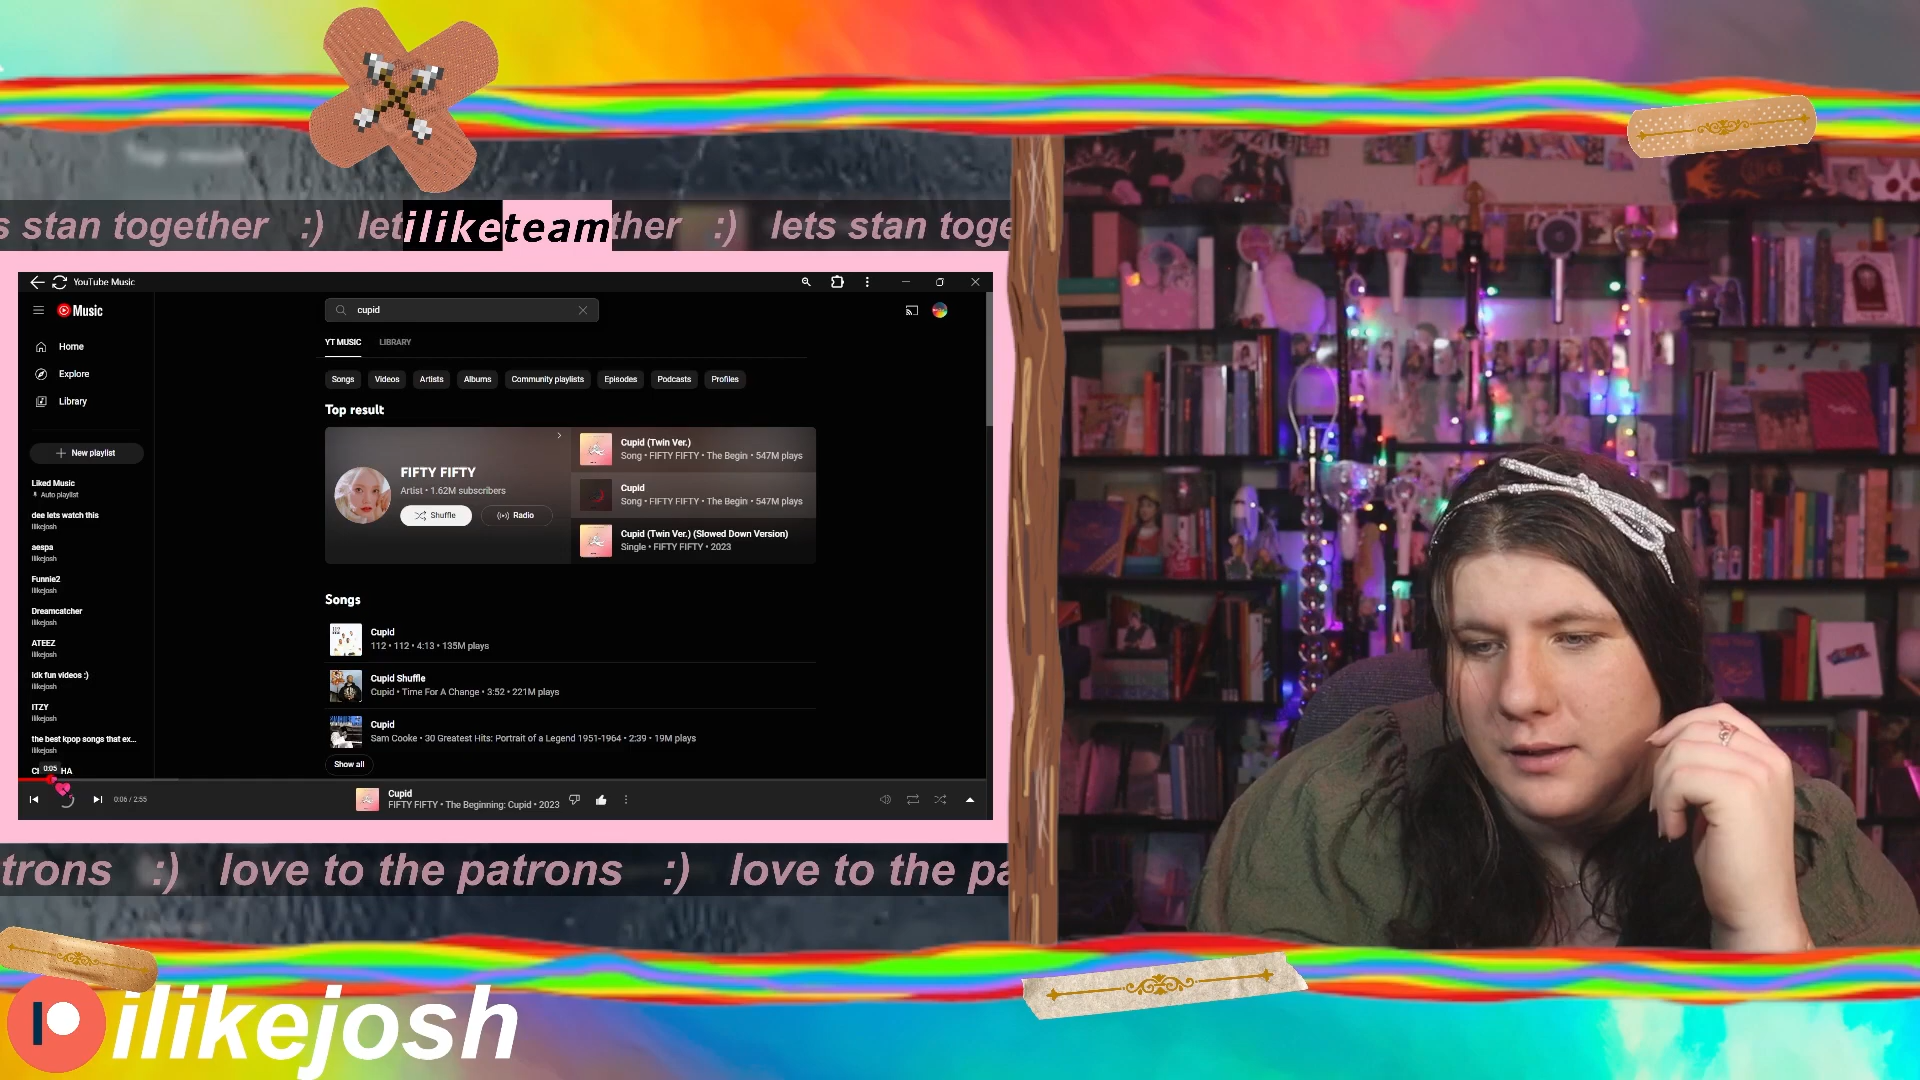 s stan together :) let
iliketeam
ther :) lets stan toge
YouTube Music
Music
cupid
Home
Explore
Library
New playlist
Liked Music
Auto playlist
dee lets watch this
ilikejosh
aespa
ilikejosh
Funnie2
ilikejosh
Dreamcatcher
ilikejosh
ATEEZ
ilikejosh
idk fun videos :)
ilikejosh
ITZY
ilikejosh
the best kpop songs that ex...
ilikejosh
YT MUSIC LIBRARY
Songs Videos Artists Albums Community playlists Episodes Podcasts Profiles
Top result
FIFTY FIFTY
Artist • 1.62M subscribers
Shuffle Radio
Cupid (Twin Ver.)
Song • FIFTY FIFTY • The Begin • 547M plays
Cupid
Song • FIFTY FIFTY • The Begin • 547M plays
Cupid (Twin Ver.) (Slowed Down Version)
Single • FIFTY FIFTY • 2023
Songs
Cupid
112 • 112 • 4:13 • 135M plays
Cupid Shuffle
Cupid • Time For A Change • 3:52 • 221M plays
Cupid
Sam Cooke • 30 Greatest Hits: Portrait of a Legend 1951-1964 • 2:39 • 19M plays
Show all
0:05
0:06 / 2:55
Cupid
FIFTY FIFTY • The Beginning: Cupid • 2023
trons :) love to the patrons :) love to the pa
ilikejosh